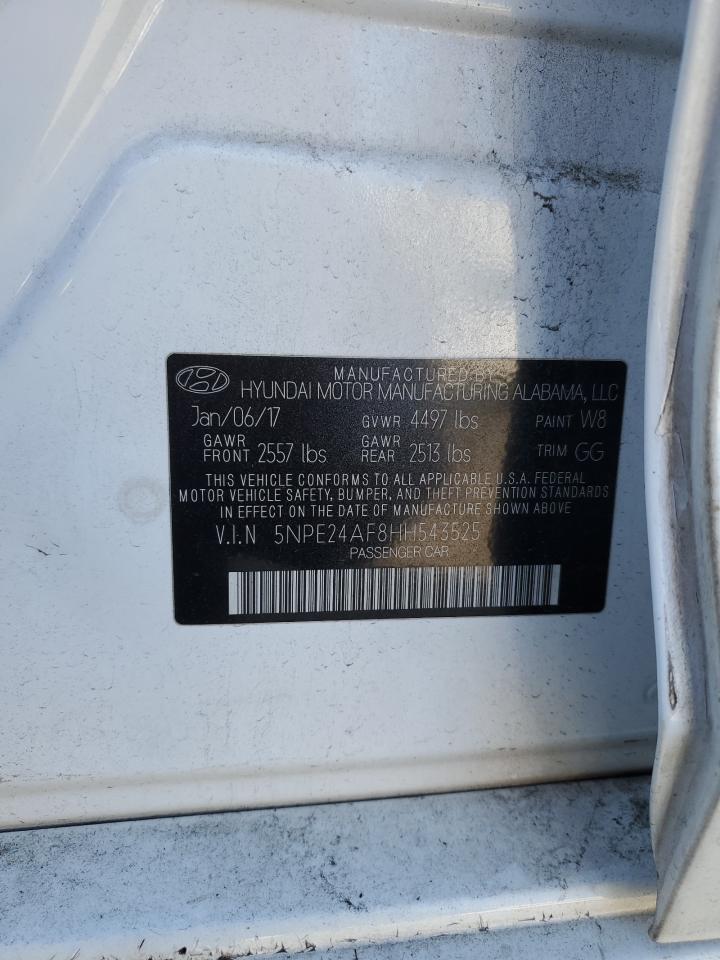 MANUFACTURED BY
HYUNDAI MOTOR MANUFACTURING ALABAMA, LLC
Jan/06/17 GVWR 4497 lbs PAINT W8
GAWR FRONT 2557 lbs GAWR REAR 2513 lbs TRIM GG
THIS VEHICLE CONFORMS TO ALL APPLICABLE U.S.A. FEDERAL
MOTOR VEHICLE SAFETY, BUMPER, AND THEFT PREVENTION STANDARDS
IN EFFECT ON THE DATE OF MANUFACTURE SHOWN ABOVE.
V.I.N 5NPE24AF8HH543525
PASSENGER CAR